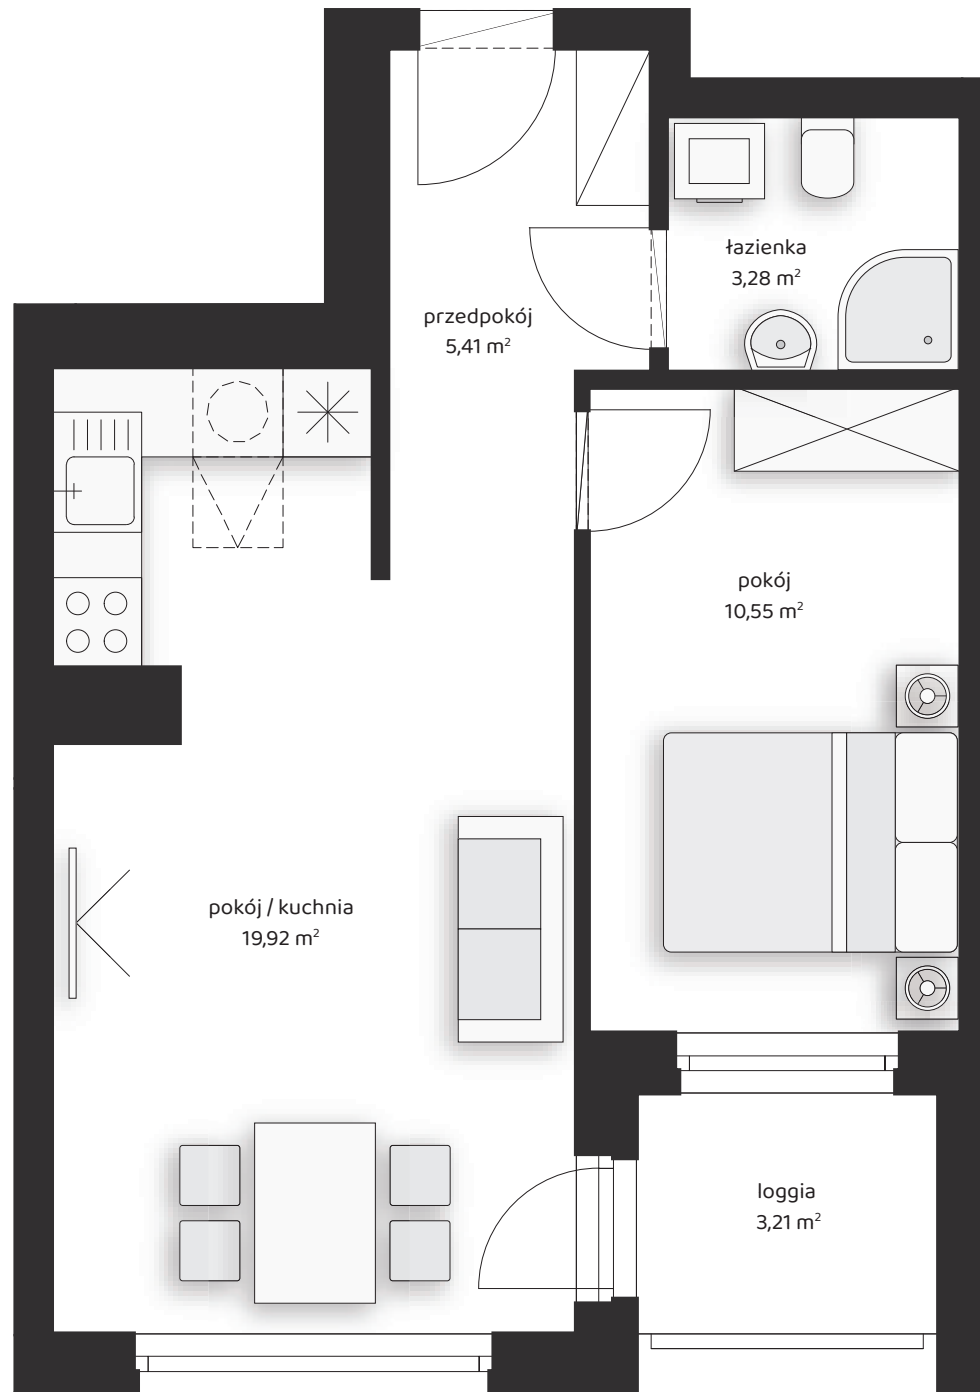 łazienka
3,28 m²
przedpokój
5,41 m²
pokój
10,55 m²
pokój / kuchnia
19,92 m²
loggia
3,21 m²